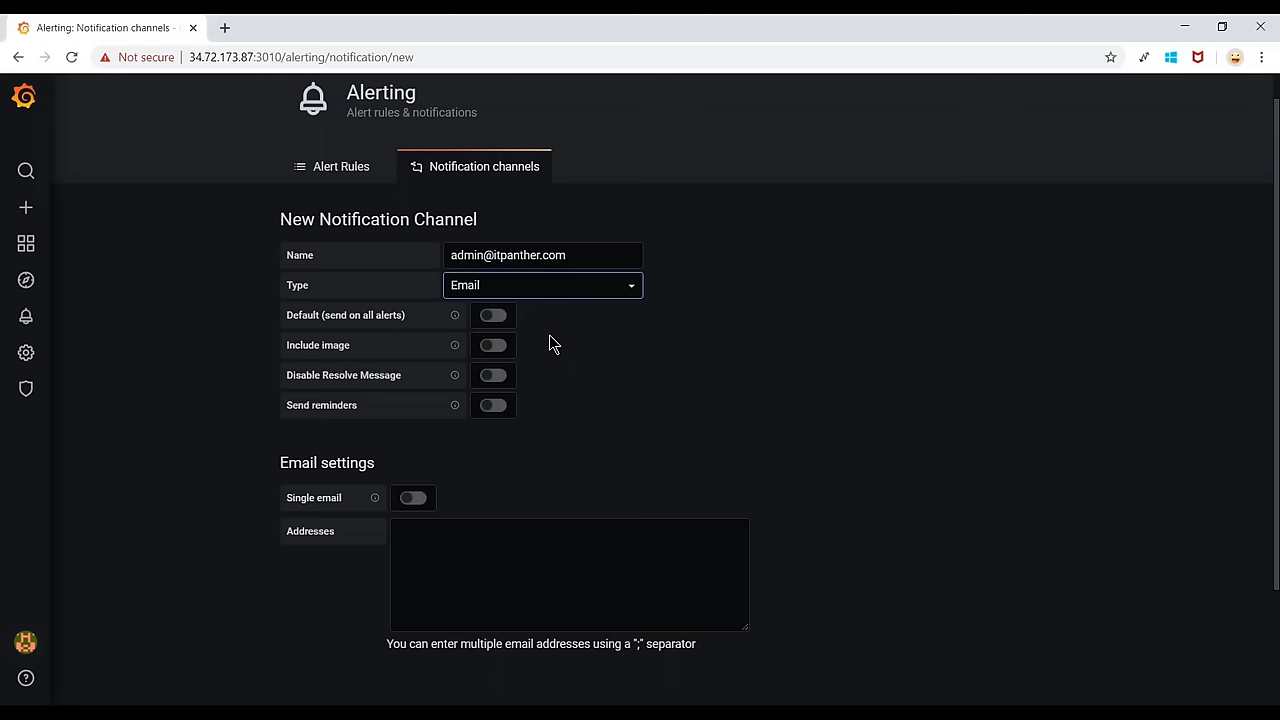 Alerting: Notification channels -
Not secure | 34.72.173.87:3010/alerting/notification/new
Alerting
Alert rules & notifications
Alert Rules
Notification channels
New Notification Channel
Name admin@itpanther.com
Type Email
Default (send on all alerts)
Include image
Disable Resolve Message
Send reminders
Email settings
Single email
Addresses
You can enter multiple email addresses using a ";" separator